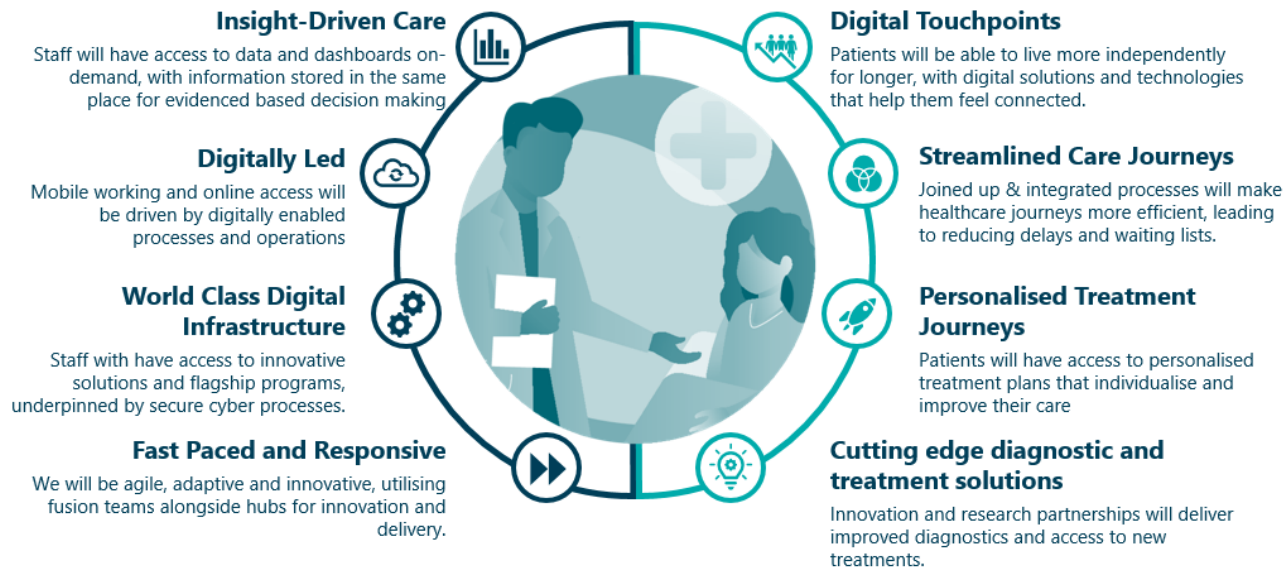 Insight-Driven Care
Staff will have access to data and dashboards on-
demand, with information stored in the same
place for evidenced based decision making
Digitally Led
Mobile working and online access will
be driven by digitally enabled
processes and operations
World Class Digital
Infrastructure
Staff with have access to innovative
solutions and flagship programs,
underpinned by secure cyber processes.
Fast Paced and Responsive
We will be agile, adaptive and innovative, utilising
fusion teams alongside hubs for innovation and
delivery.
Digital Touchpoints
Patients will be able to live more independently
for longer, with digital solutions and technologies
that help them feel connected.
Streamlined Care Journeys
Joined up & integrated processes will make
healthcare journeys more efficient, leading
to reducing delays and waiting lists.
Personalised Treatment
Journeys
Patients will have access to personalised
treatment plans that individualise and
improve their care
Cutting edge diagnostic and
treatment solutions
Innovation and research partnerships will deliver
improved diagnostics and access to new
treatments.